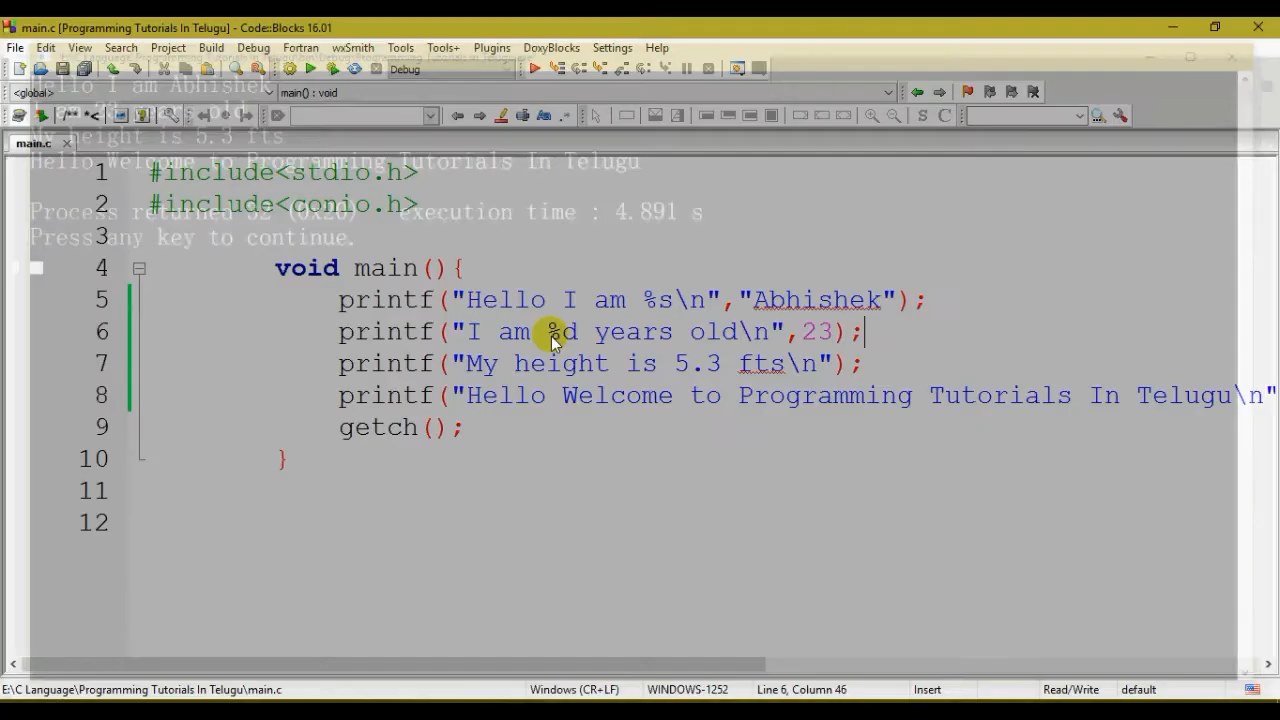 main.c [Programming Tutorials In Telugu] - Code::Blocks 16.01
File Edit View Search Project Build Debug Fortran wxSmith Tools Tools+ Plugins DoxyBlocks Settings Help
Debug
Hello I am Abhishek
<global> main() : void
I am 23 years old
/** *<
S C
My height is 5.3 fts
main.c
Hello Welcome to Programming Tutorials In Telugu
1 #include<stdio.h>
2 #include<conio.h>
Process returned 32 (0x20) execution time : 4.891 s
3
Press any key to continue.
4 void main(){
5 printf("Hello I am %s\n","Abhishek");
6 printf("I am %d years old\n",23);
7 printf("My height is 5.3 fts\n");
8 printf("Hello Welcome to Programming Tutorials In Telugu\n"
9 getch();
10 }
11
12
E:\C Language\Programming Tutorials In Telugu\main.c Windows (CR+LF) WINDOWS-1252 Line 6, Column 46 Insert Read/Write default